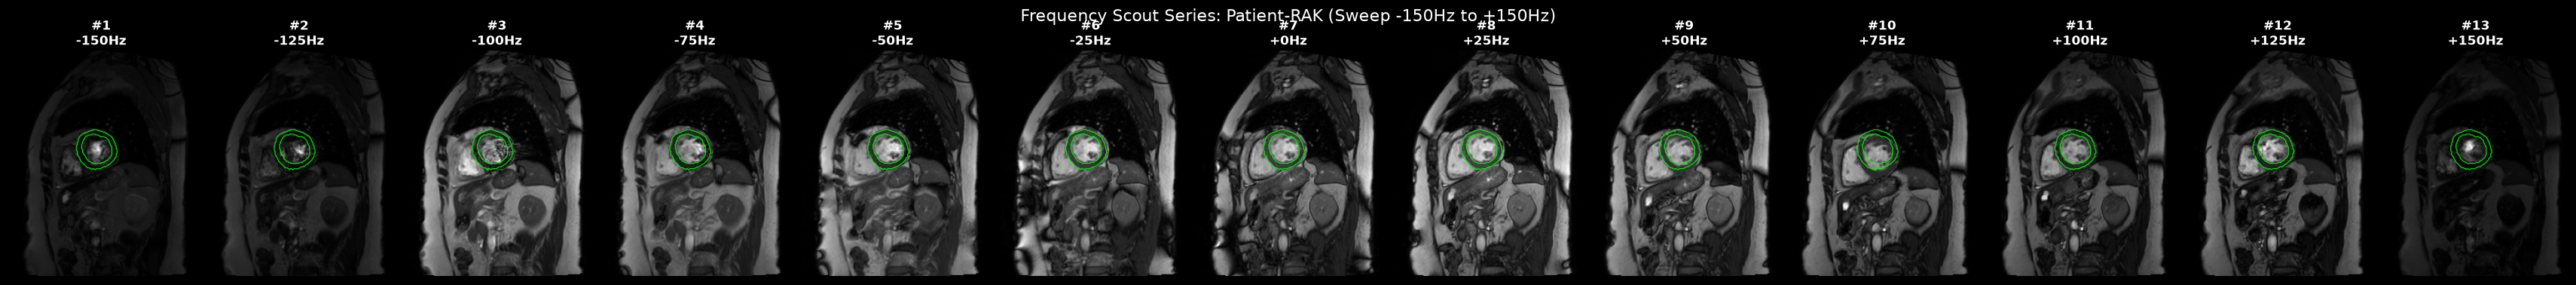 Frequency Scout Series: Patient-RAK (Sweep -150Hz to +150Hz)
#1
-150Hz
#2
-125Hz
#3
-100Hz
#4
-75Hz
#5
-50Hz
#6
-25Hz
#7
+0Hz
#8
+25Hz
#9
+50Hz
#10
+75Hz
#11
+100Hz
#12
+125Hz
#13
+150Hz